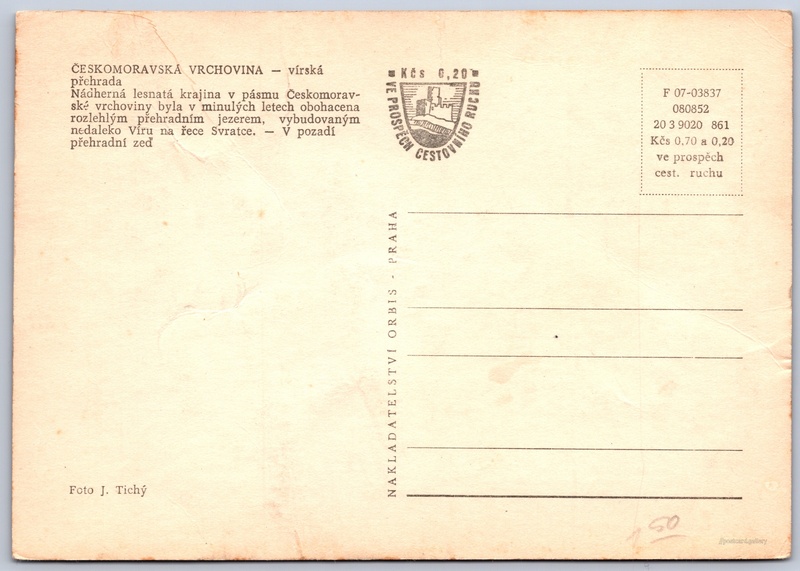 ČESKOMORAVSKÁ VRCHOVINA — vírská
přehrada
Nádherná lesnatá krajina v pásmu Českomorav-
ské vrchoviny byla v minulých letech obohacena
rozlehlým přehradním jezerem, vybudovaným
nedaleko Víru na řece Svratce. — V pozadí
přehradní zeď
Kčs 0,20
VE PROSPĚCH CESTOVNÍHO RUCHU
F 07-03837
080852
20 3 9020 861
Kčs 0,70 a 0,20
ve prospěch
cest. ruchu
NAKLADATELSTVÍ ORBIS - PRAHA
Foto J. Tichý
50